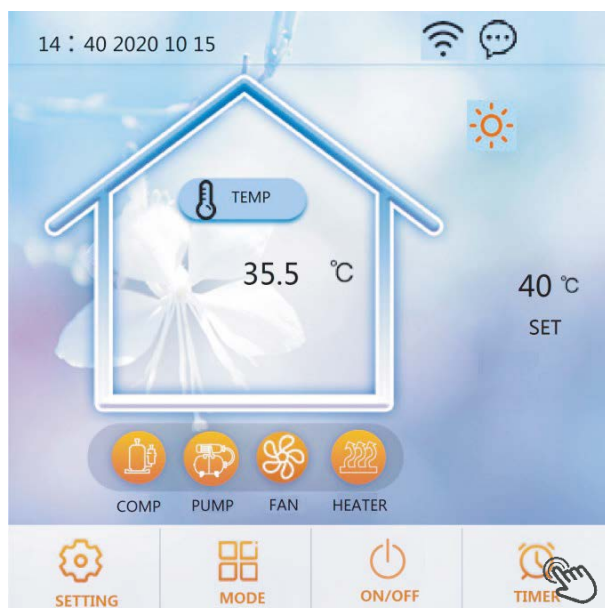 14：40 2020 10 15
TEMP
35.5 ℃
40 ℃
SET
COMP PUMP FAN HEATER
SETTING MODE ON/OFF TIMER